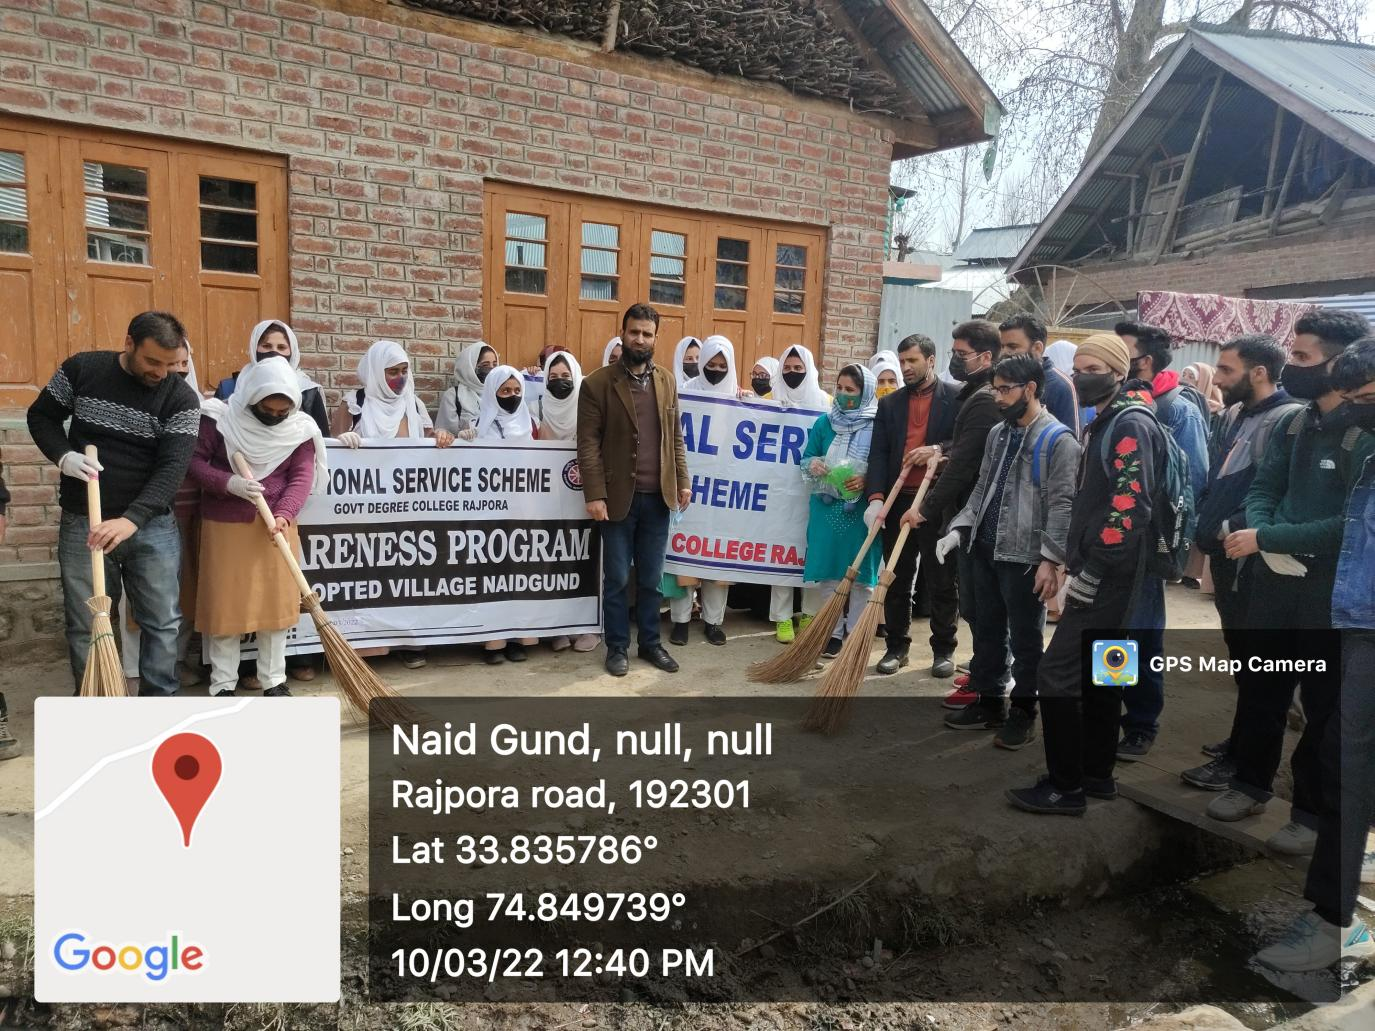 IONAL SERVICE SCHEME
GOVT DEGREE COLLEGE RAJPORA
ARENESS PROGRAM
OPTED VILLAGE NAIDGUND
AL SER
HEME
COLLEGE RAJ
GPS Map Camera
Naid Gund, null, null
Rajpora road, 192301
Lat 33.835786°
Long 74.849739°
10/03/22 12:40 PM
Google